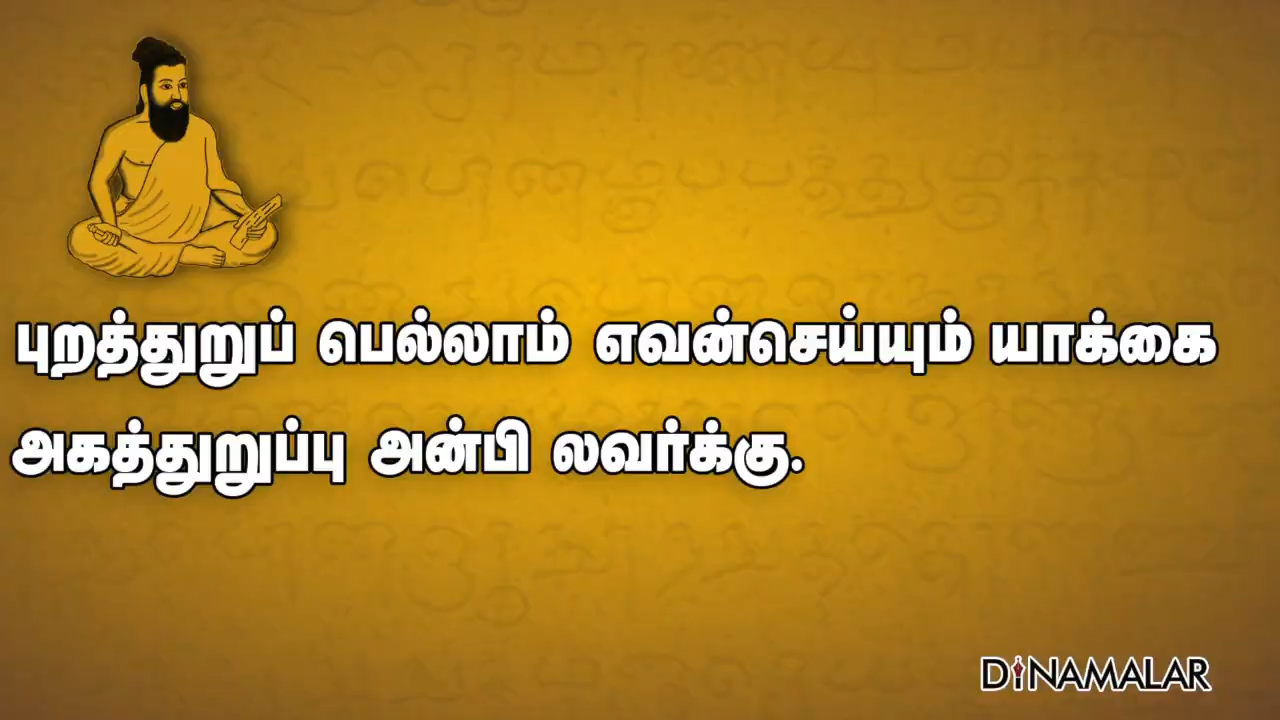 புறத்துறுப் பெல்லாம் எவன்செய்யும் யாக்கை
அகத்துறுப்பு அன்பி லவர்க்கு.
DINAMALAR